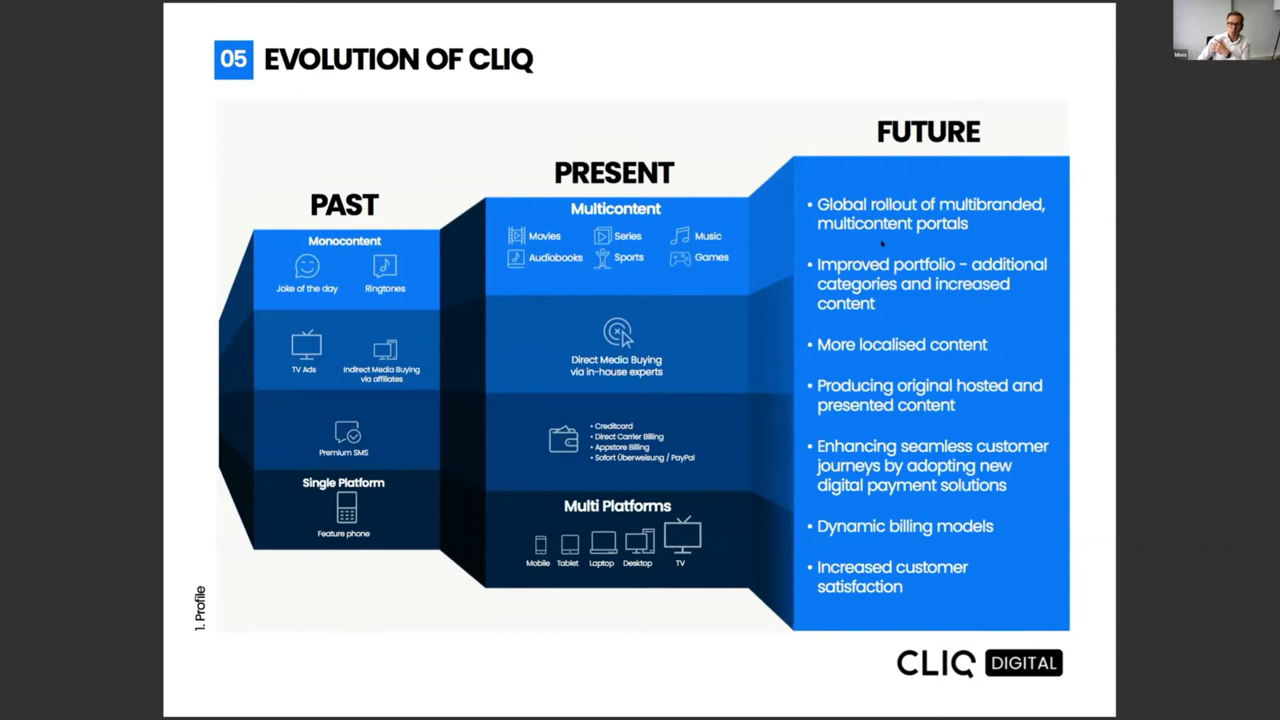 05 EVOLUTION OF CLIQ
PAST
Monocontent
Joke of the day
Ringtones
TV Ads
Indirect Media Buying
via affiliates
Premium SMS
Single Platform
Feature phone
PRESENT
Multicontent
Movies
Series
Music
Audiobooks
Sports
Games
Direct Media Buying
via in-house experts
• Creditcard
• Direct Carrier Billing
• Appstore Billing
• Sofort Überweisung / PayPal
Multi Platforms
Mobile
Tablet
Laptop
Desktop
TV
FUTURE
• Global rollout of multibranded,
multicontent portals
• Improved portfolio - additional
categories and increased
content
• More localised content
• Producing original hosted and
presented content
• Enhancing seamless customer
journeys by adopting new
digital payment solutions
• Dynamic billing models
• Increased customer
satisfaction
1. Profile
CLIQ DIGITAL